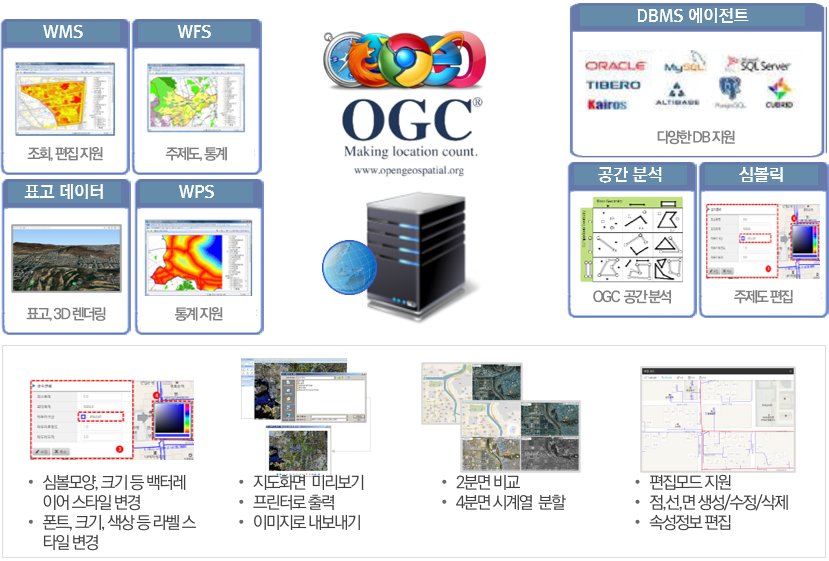 WMS
조회, 편집 지원
WFS
주제도, 통계
표고 데이터
표고, 3D 렌더링
WPS
통계 지원
OGC®
Making location count.
www.opengeospatial.org
DBMS 에이전트
ORACLE
MySQL
SQL Server
TIBERO
ALTIBASE
PostgreSQL
CUBRID
Kairos
다양한 DB 지원
공간 분석
OGC 공간 분석
심볼릭
주제도 편집
• 심볼모양, 크기 등 벡터레
이어 스타일 변경
• 폰트, 크기, 색상 등 라벨 스
타일 변경
• 지도화면 미리보기
• 프린터로 출력
• 이미지로 내보내기
• 2분면 비교
• 4분면 시계열 분할
• 편집모드 지원
• 점,선,면 생성/수정/삭제
• 속성정보 편집